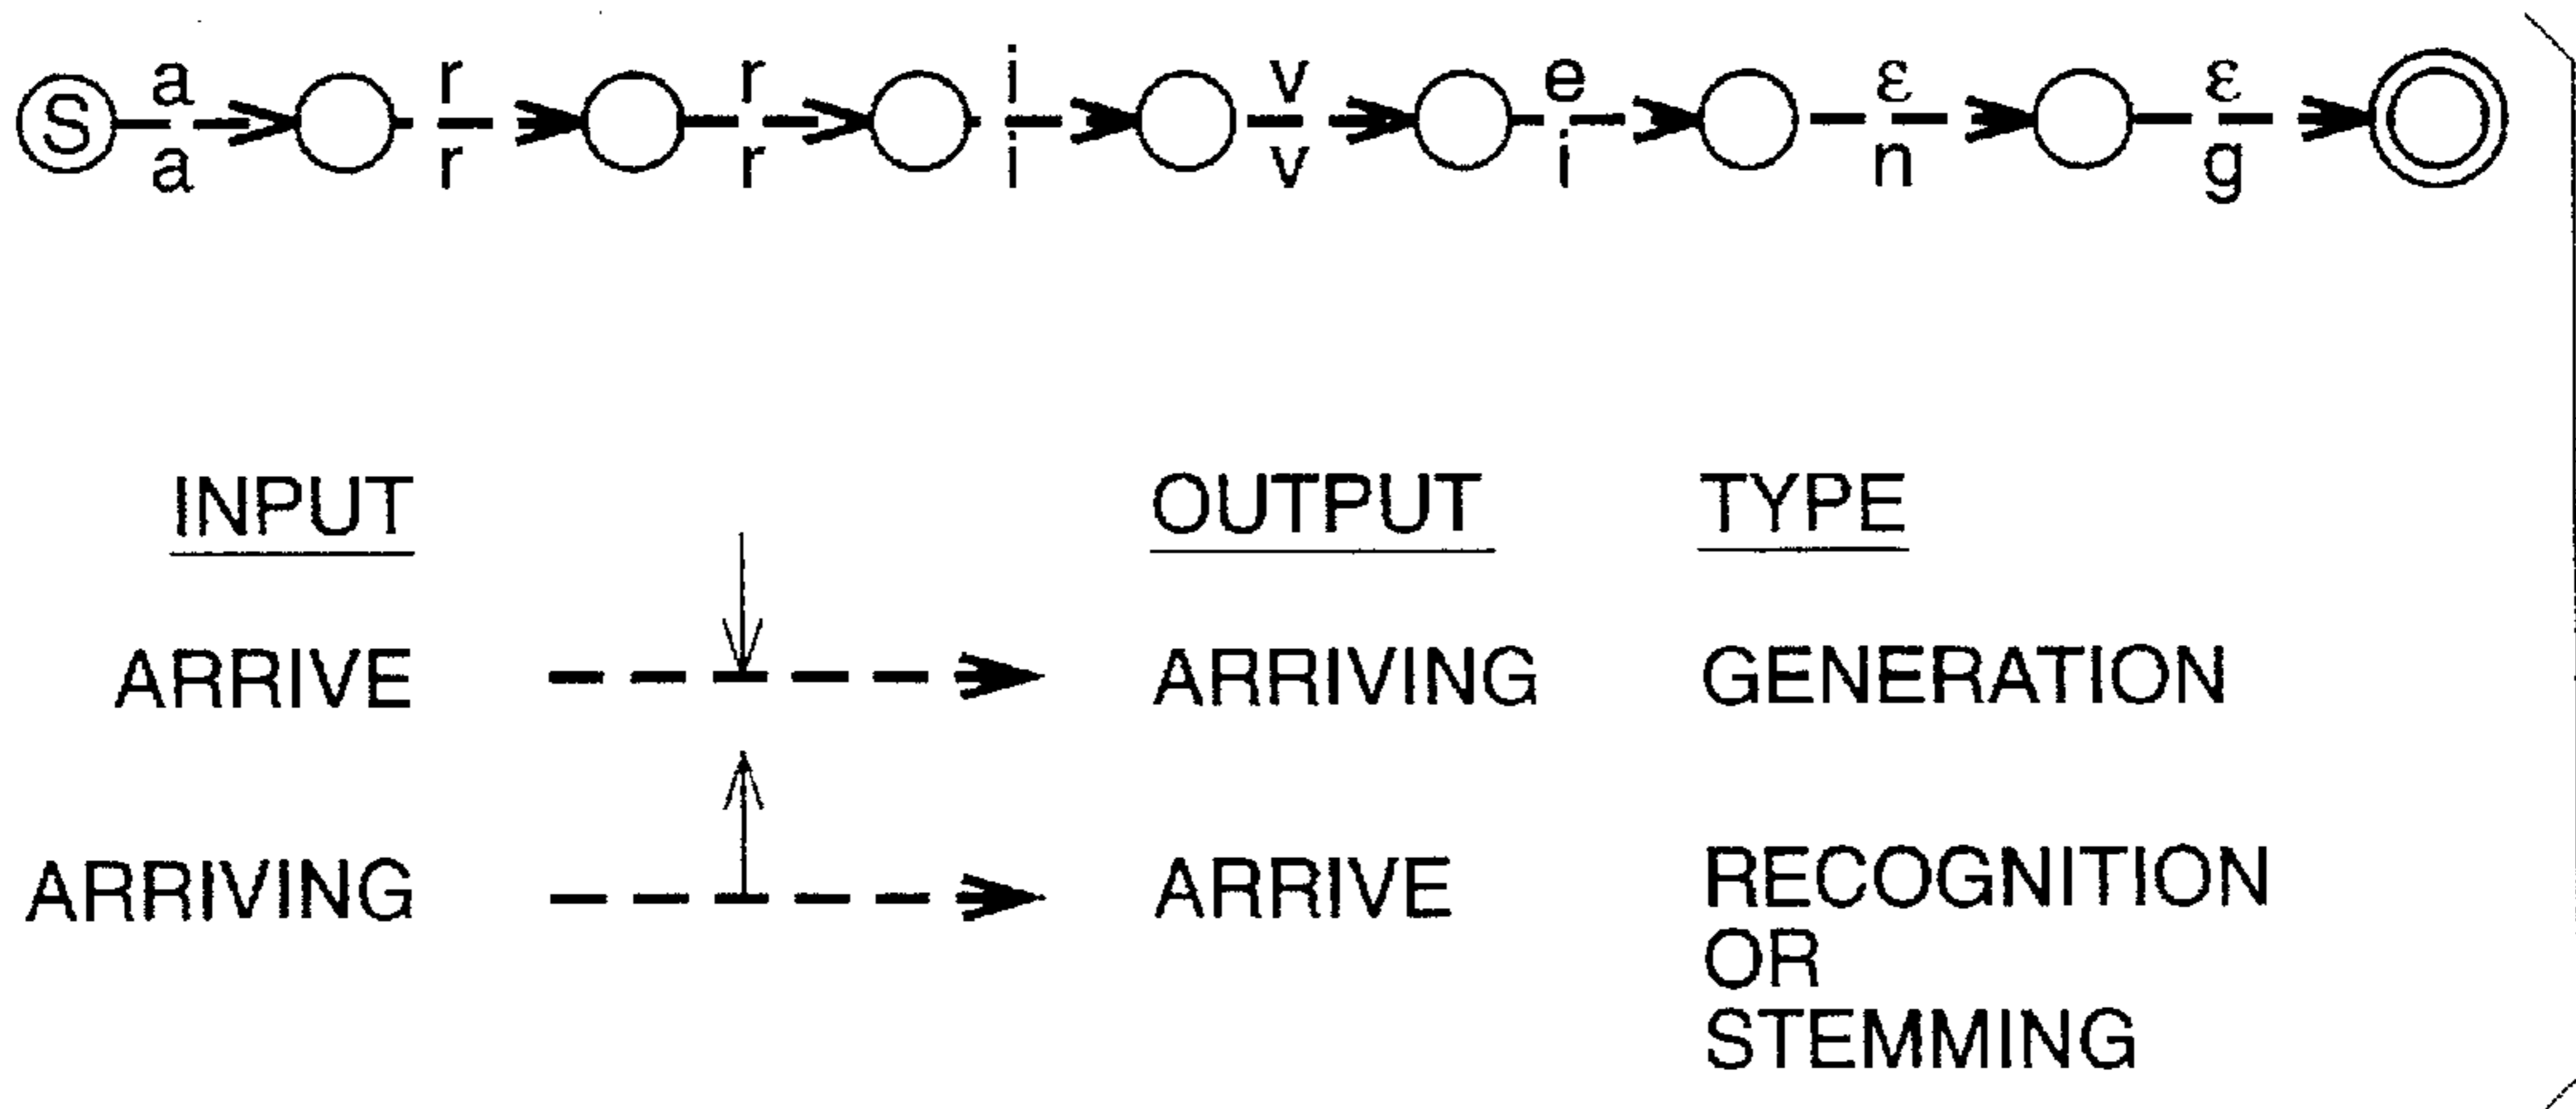 a r r i v e ε ε
S
a r r i v i n g
INPUT OUTPUT TYPE
ARRIVE ARRIVING GENERATION
ARRIVING ARRIVE RECOGNITION
OR
STEMMING